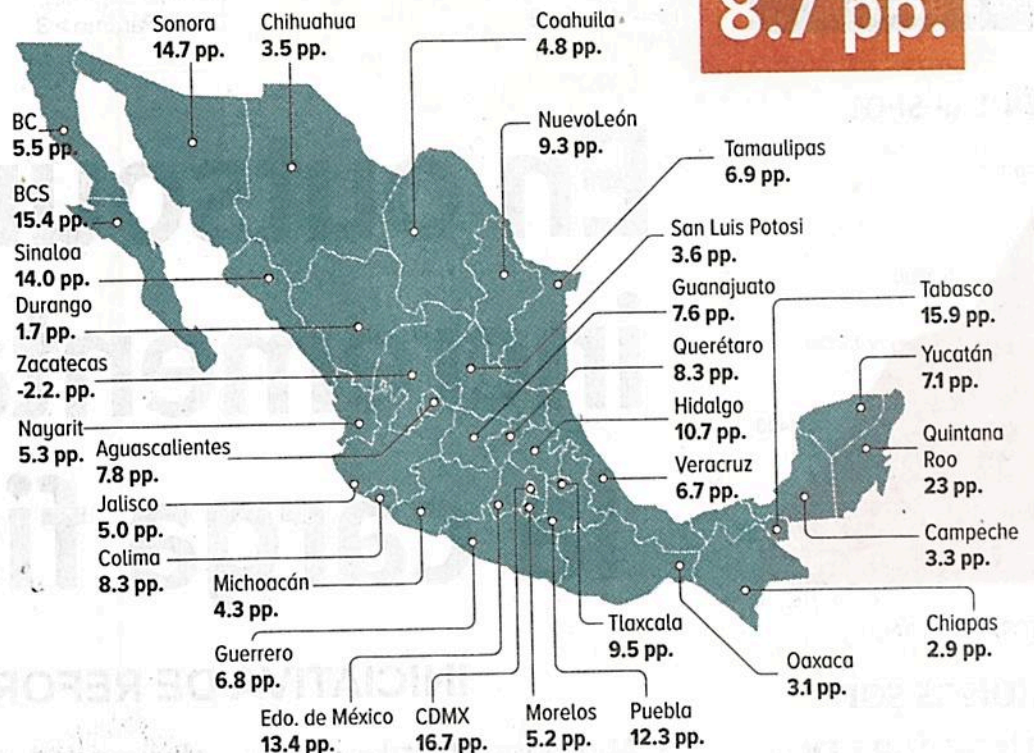 8.7 pp.
Sonora
14.7 pp.
Chihuahua
3.5 pp.
Coahuila
4.8 pp.
BC
5.5 pp.
NuevoLeón
9.3 pp.
Tamaulipas
6.9 pp.
BCS
15.4 pp.
San Luis Potosi
3.6 pp.
Sinaloa
14.0 pp.
Guanajuato
7.6 pp.
Tabasco
15.9 pp.
Durango
1.7 pp.
Querétaro
8.3 pp.
Yucatán
7.1 pp.
Zacatecas
-2.2. pp.
Hidalgo
10.7 pp.
Nayarit
5.3 pp.
Quintana
Roo
23 pp.
Aguascalientes
7.8 pp.
Veracruz
6.7 pp.
Jalisco
5.0 pp.
Campeche
3.3 pp.
Colima
8.3 pp.
Michoacán
4.3 pp.
Tlaxcala
9.5 pp.
Chiapas
2.9 pp.
Guerrero
6.8 pp.
Oaxaca
3.1 pp.
Edo. de México
13.4 pp.
CDMX
16.7 pp.
Morelos
5.2 pp.
Puebla
12.3 pp.
INICIATIVA DE REFOR